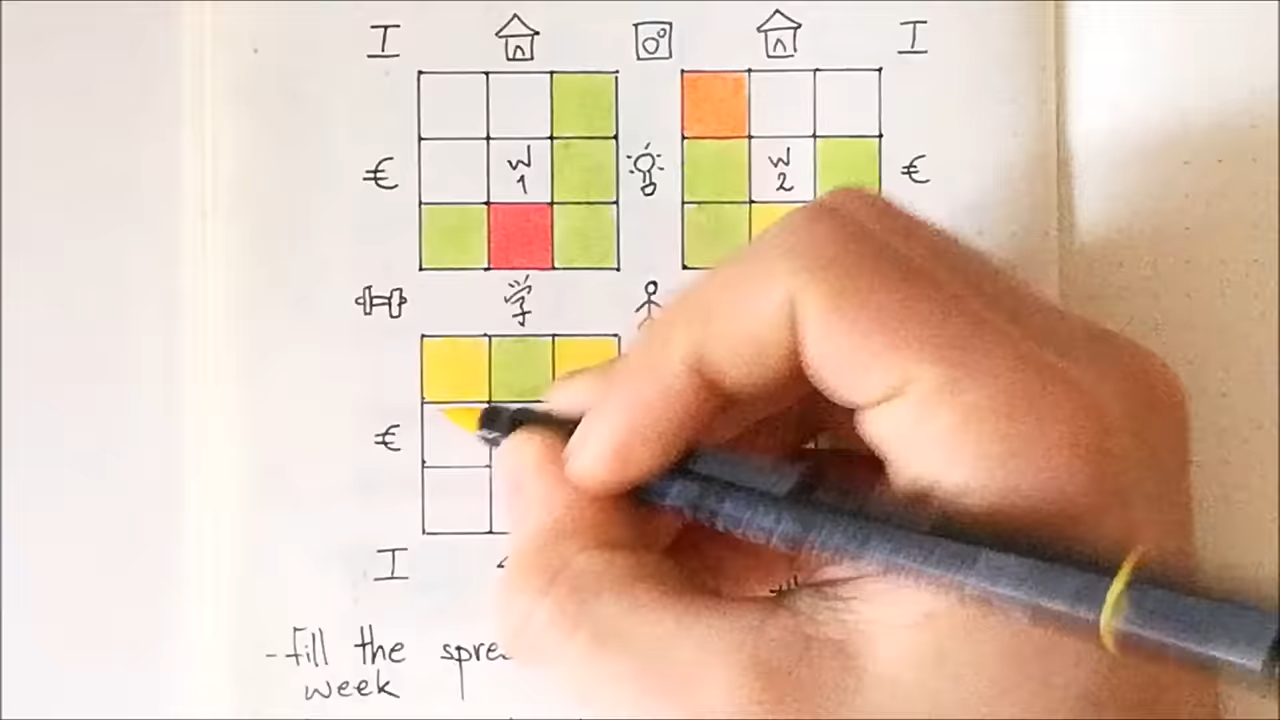 I I
€ W 1 W 2 €
学
€
I
- fill the
week